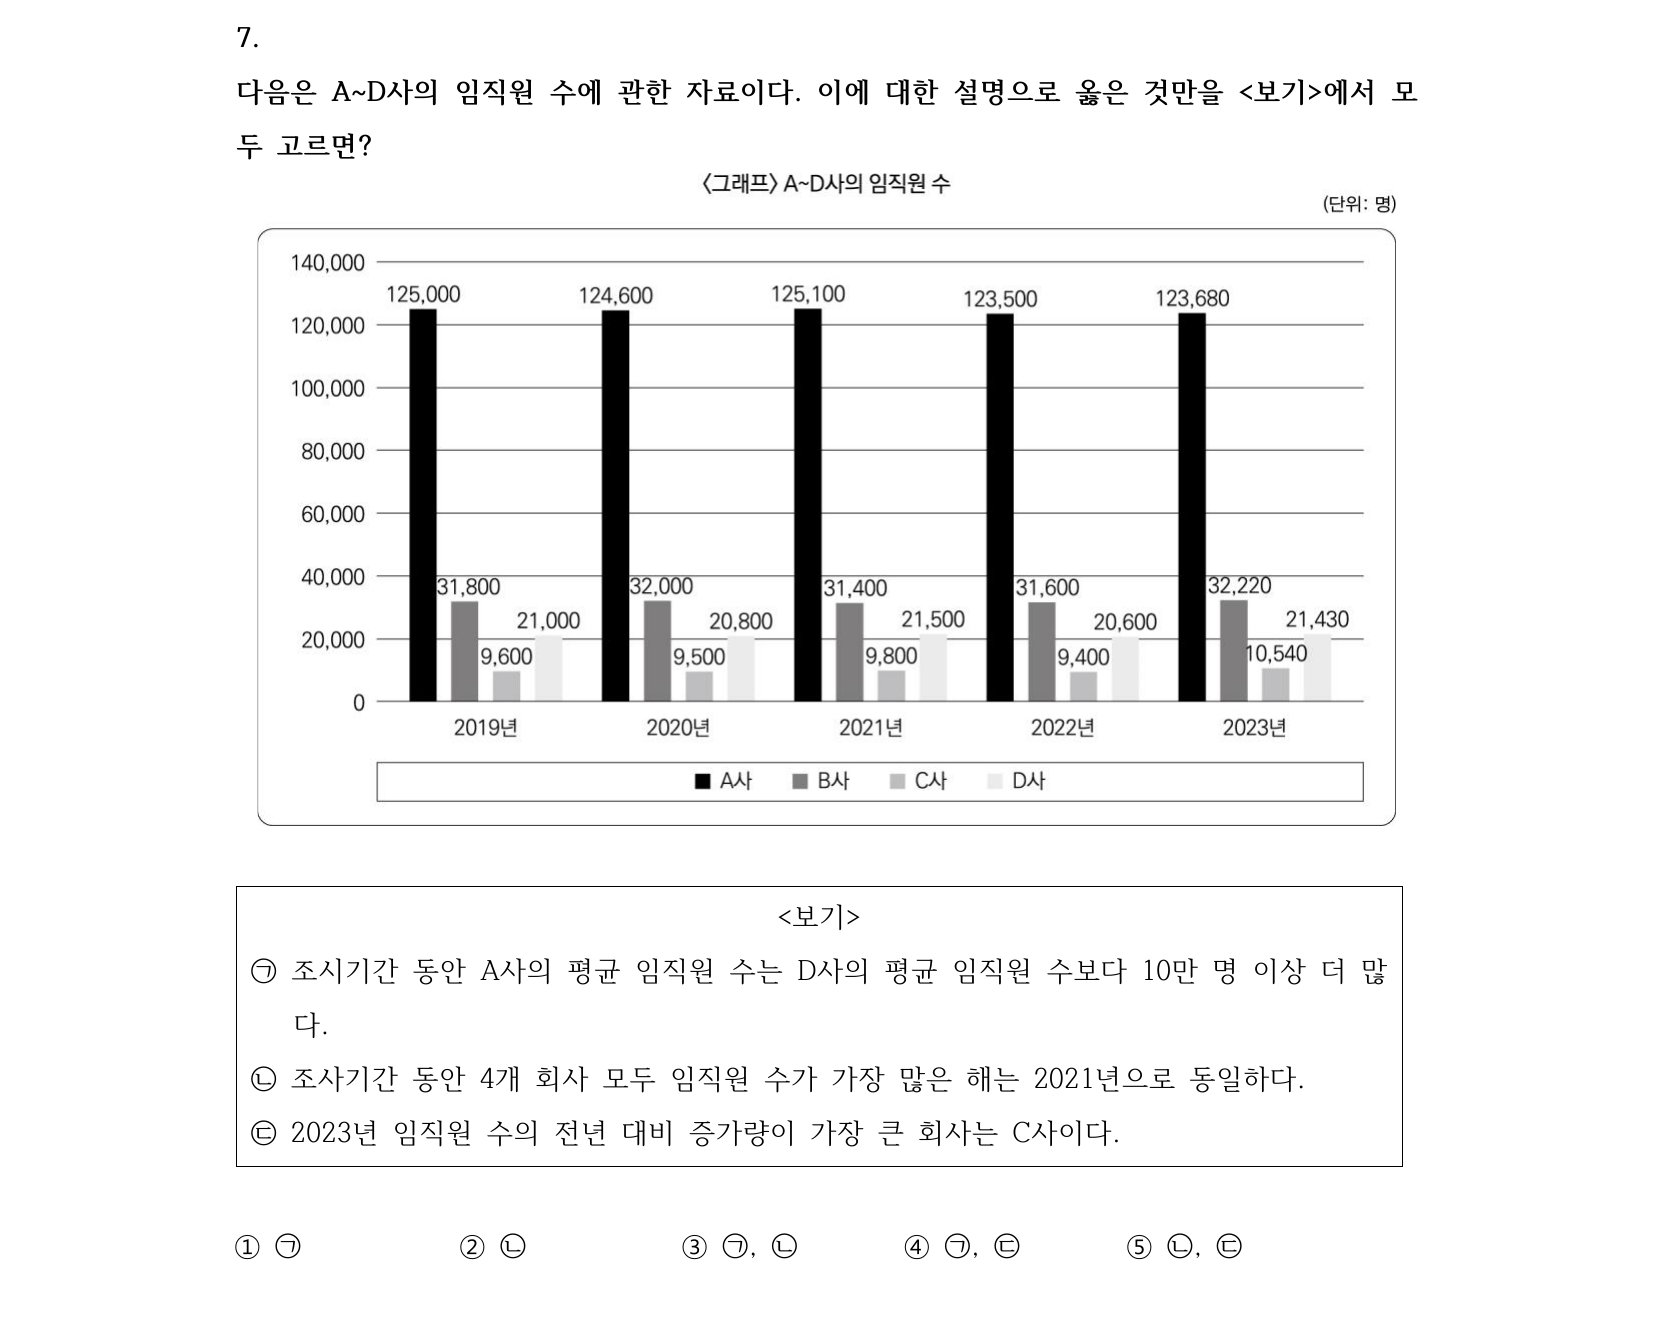 7.
다음은 A~D사의 임직원 수에 관한 자료이다. 이에 대한 설명으로 옳은 것만을 <보기>에서 모
두 고르면?
〈그래프〉 A~D사의 임직원 수
(단위: 명)
140,000
125,000 124,600 125,100 123,500 123,680
120,000
100,000
80,000
60,000
40,000
31,800 32,000 31,400 31,600 32,220
21,000 20,800 21,500 20,600 21,430
20,000
9,600 9,500 9,800 9,400 10,540
0
2019년 2020년 2021년 2022년 2023년
A사 B사 C사 D사
<보기>
㉠ 조시기간 동안 A사의 평균 임직원 수는 D사의 평균 임직원 수보다 10만 명 이상 더 많
다.
㉡ 조사기간 동안 4개 회사 모두 임직원 수가 가장 많은 해는 2021년으로 동일하다.
㉢ 2023년 임직원 수의 전년 대비 증가량이 가장 큰 회사는 C사이다.
① ㉠ ② ㉡ ③ ㉠, ㉡ ④ ㉠, ㉢ ⑤ ㉡, ㉢